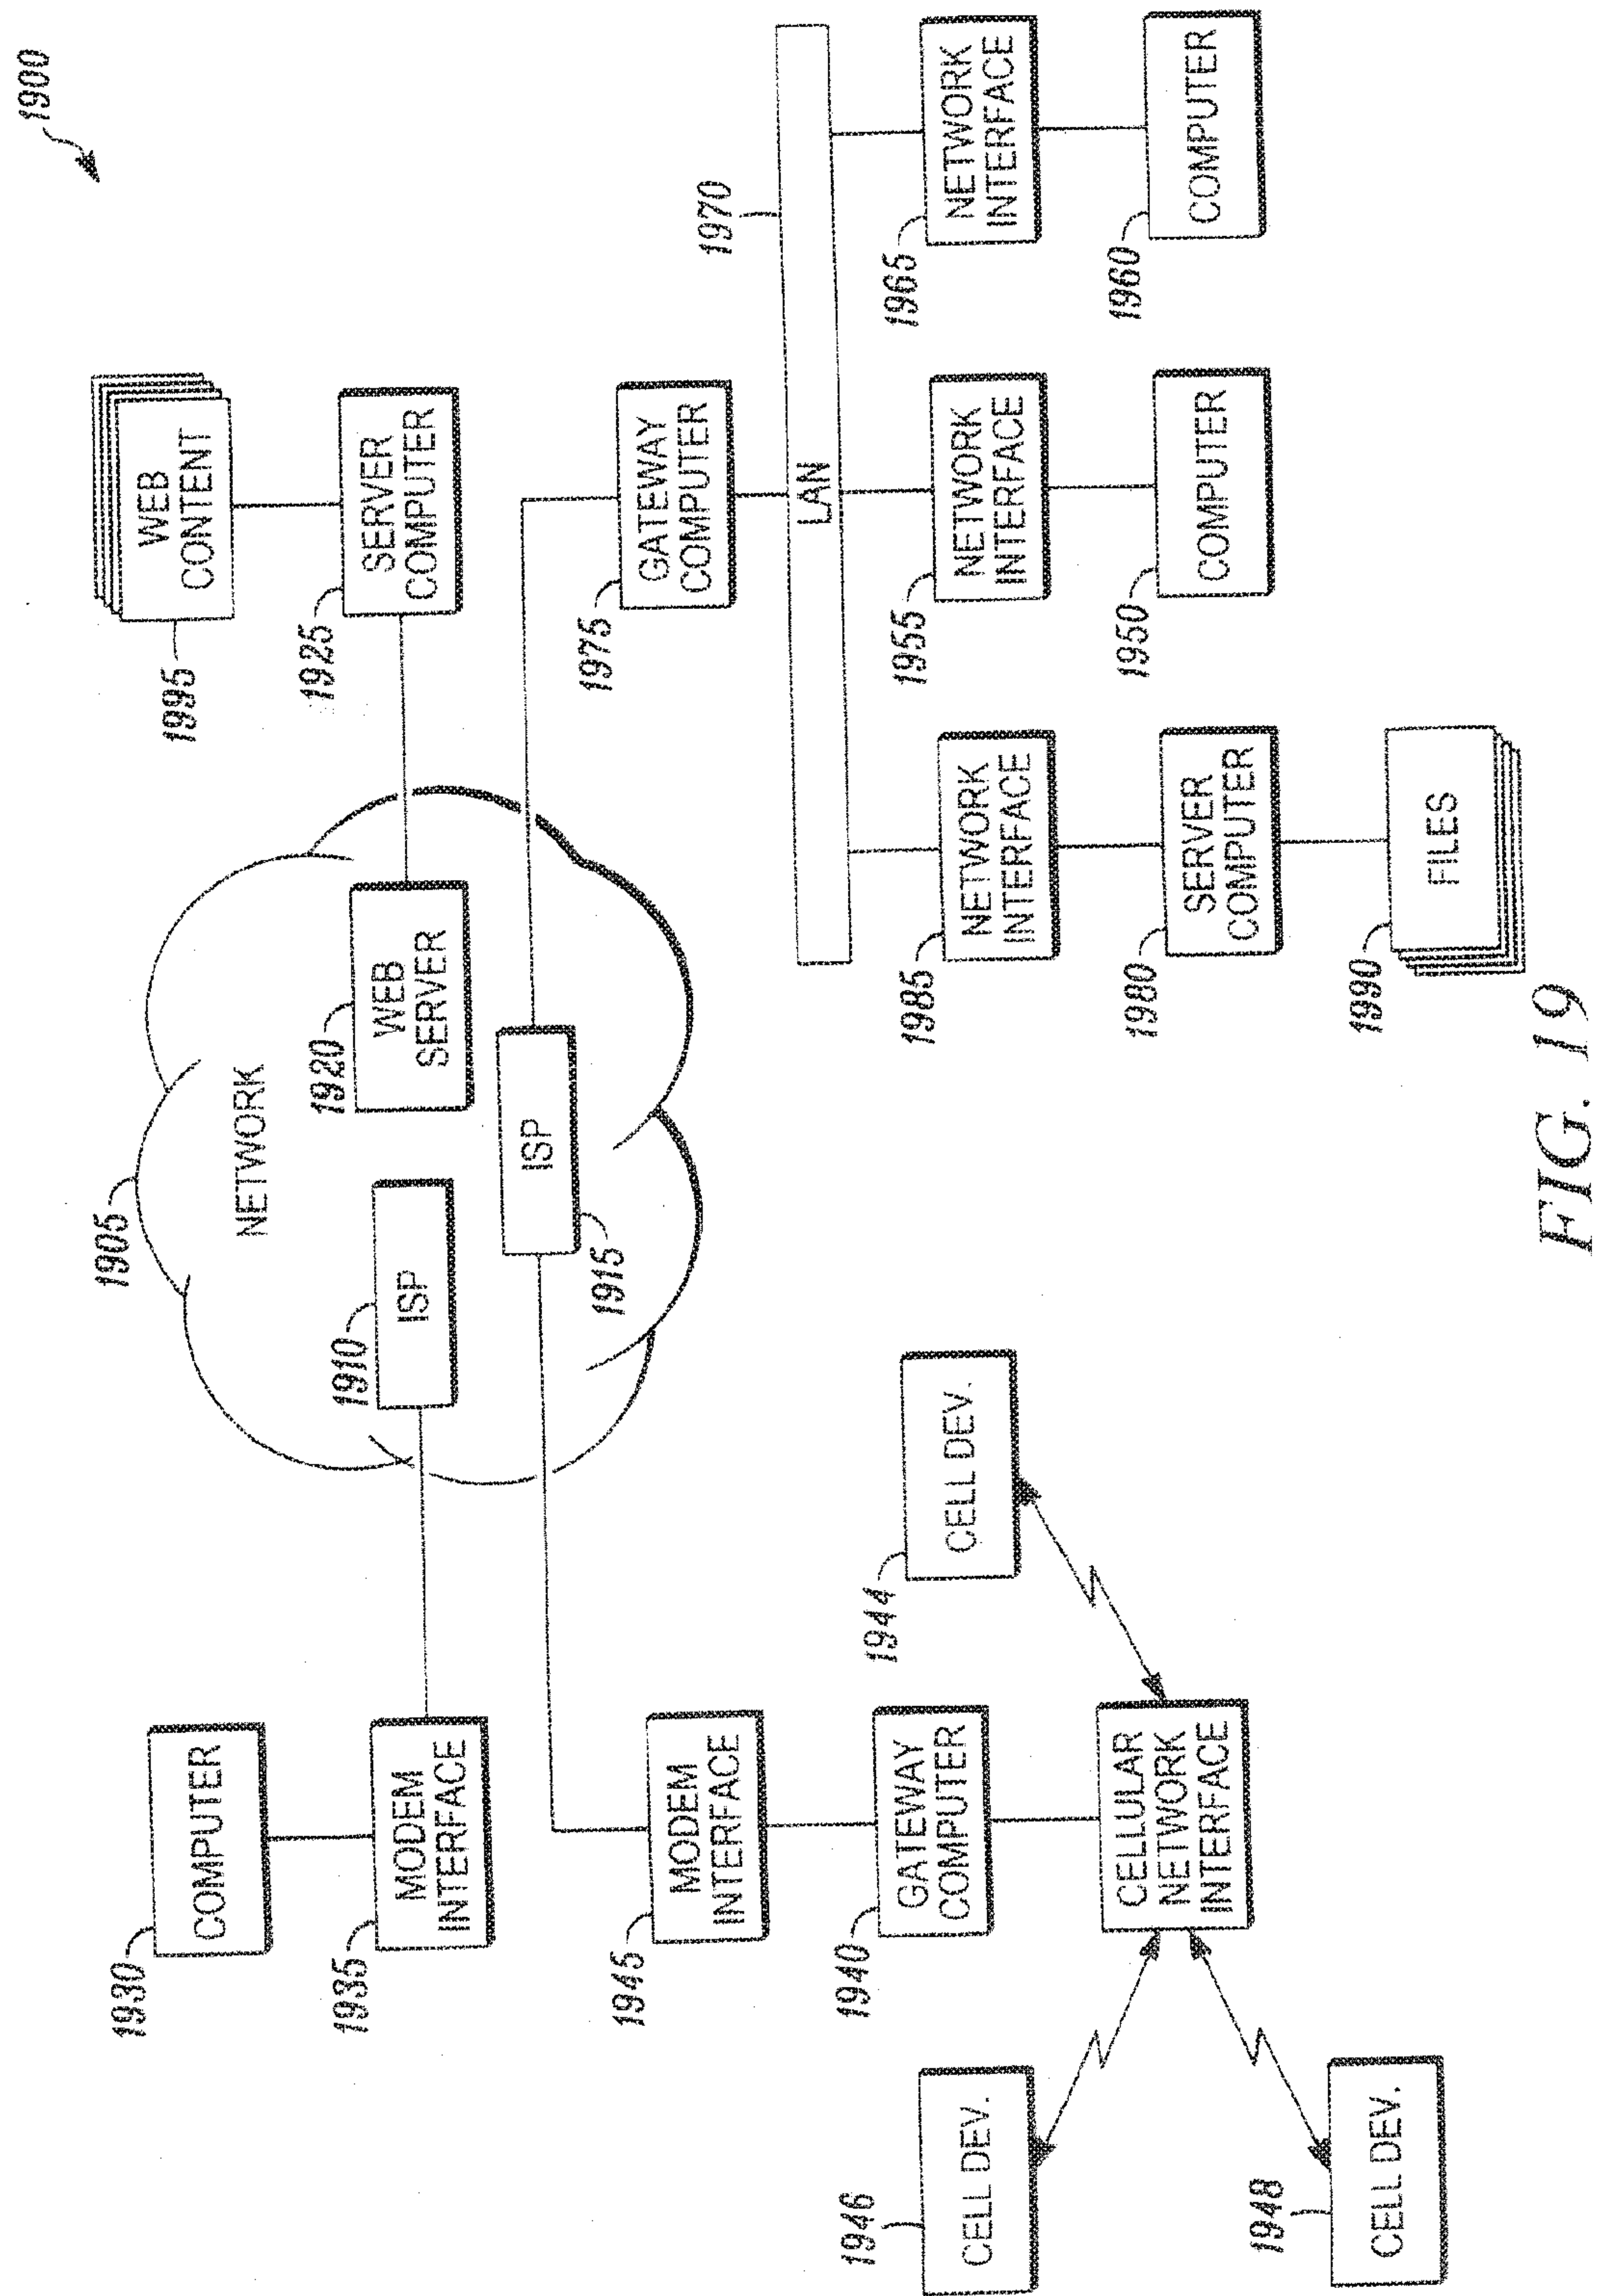 1900
1905
NETWORK
1930
COMPUTER
1935
MODEM
INTERFACE
1910
ISP
1920
WEB
SERVER
1995
WEB
CONTENT
1925
SERVER
COMPUTER
1915
ISP
1945
MODEM
INTERFACE
1975
GATEWAY
COMPUTER
1970
LAN
1940
GATEWAY
COMPUTER
1946
CELL DEV.
1944
CELL DEV.
CELLULAR
NETWORK
INTERFACE
1948
CELL DEV.
1985
NETWORK
INTERFACE
1955
NETWORK
INTERFACE
1965
NETWORK
INTERFACE
1980
SERVER
COMPUTER
1950
COMPUTER
1960
COMPUTER
1990
FILES
FIG. 19